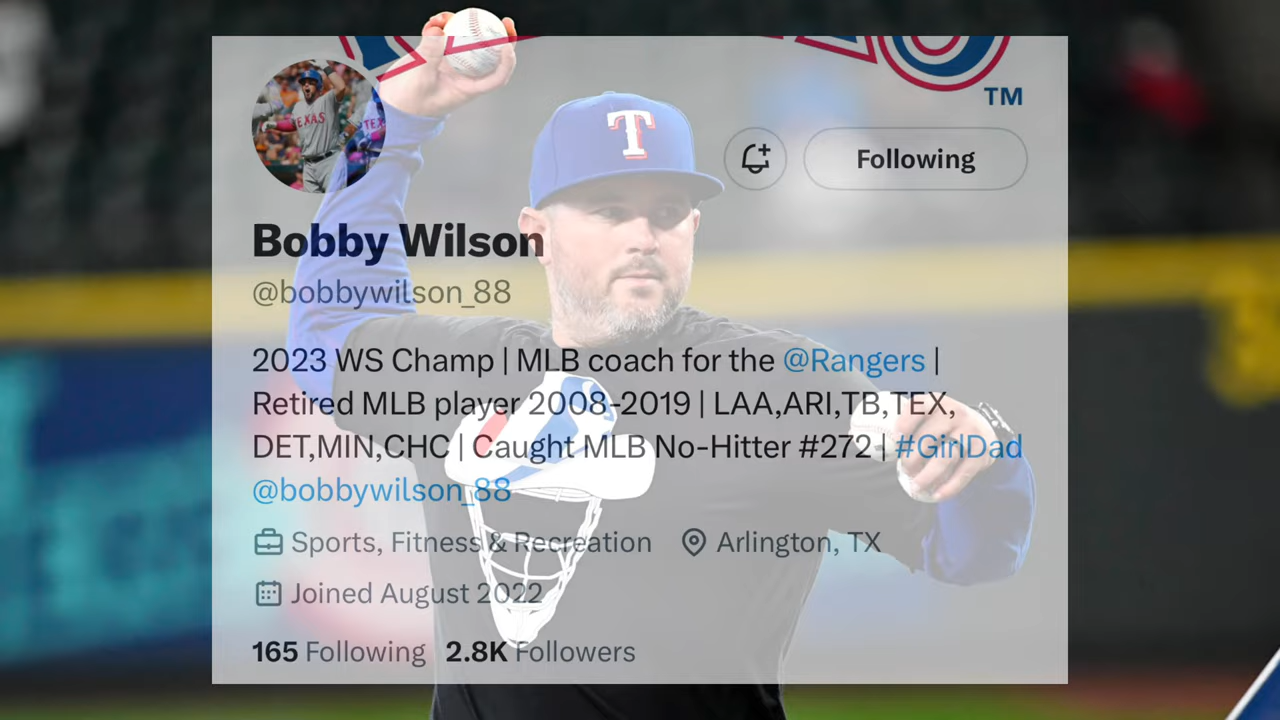 TM
TEXAS
T
Following
Bobby Wilson
@bobbywilson_88
2023 WS Champ | MLB coach for the @Rangers |
Retired MLB player 2008-2019 | LAA,ARI,TB,TEX,
DET,MIN,CHC | Caught MLB No-Hitter #272 | #GirlDad
@bobbywilson_88
Sports, Fitness & Recreation Arlington, TX
Joined August 2022
165 Following 2.8K Followers